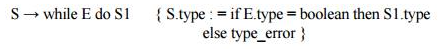 S → while E do S1 { S.type : = if E.type = boolean then S1.type
else type_error }